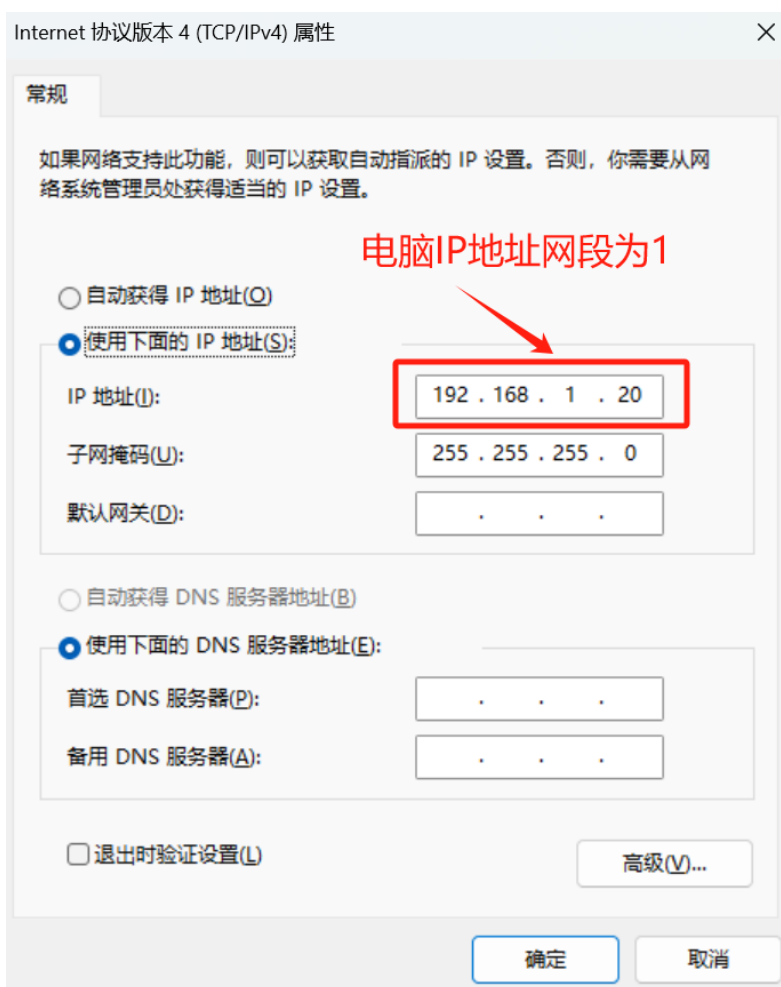 Internet 协议版本 4 (TCP/IPv4) 属性
常规
如果网络支持此功能，则可以获取自动指派的 IP 设置。否则，你需要从网
络系统管理员处获得适当的 IP 设置。
电脑IP地址网段为1
自动获得 IP 地址(O)
使用下面的 IP 地址(S):
IP 地址(I): 192 . 168 . 1 . 20
子网掩码(U): 255 . 255 . 255 . 0
默认网关(D): . . .
自动获得 DNS 服务器地址(B)
使用下面的 DNS 服务器地址(E):
首选 DNS 服务器(P): . . .
备用 DNS 服务器(A): . . .
退出时验证设置(L)
高级(V)...
确定 取消